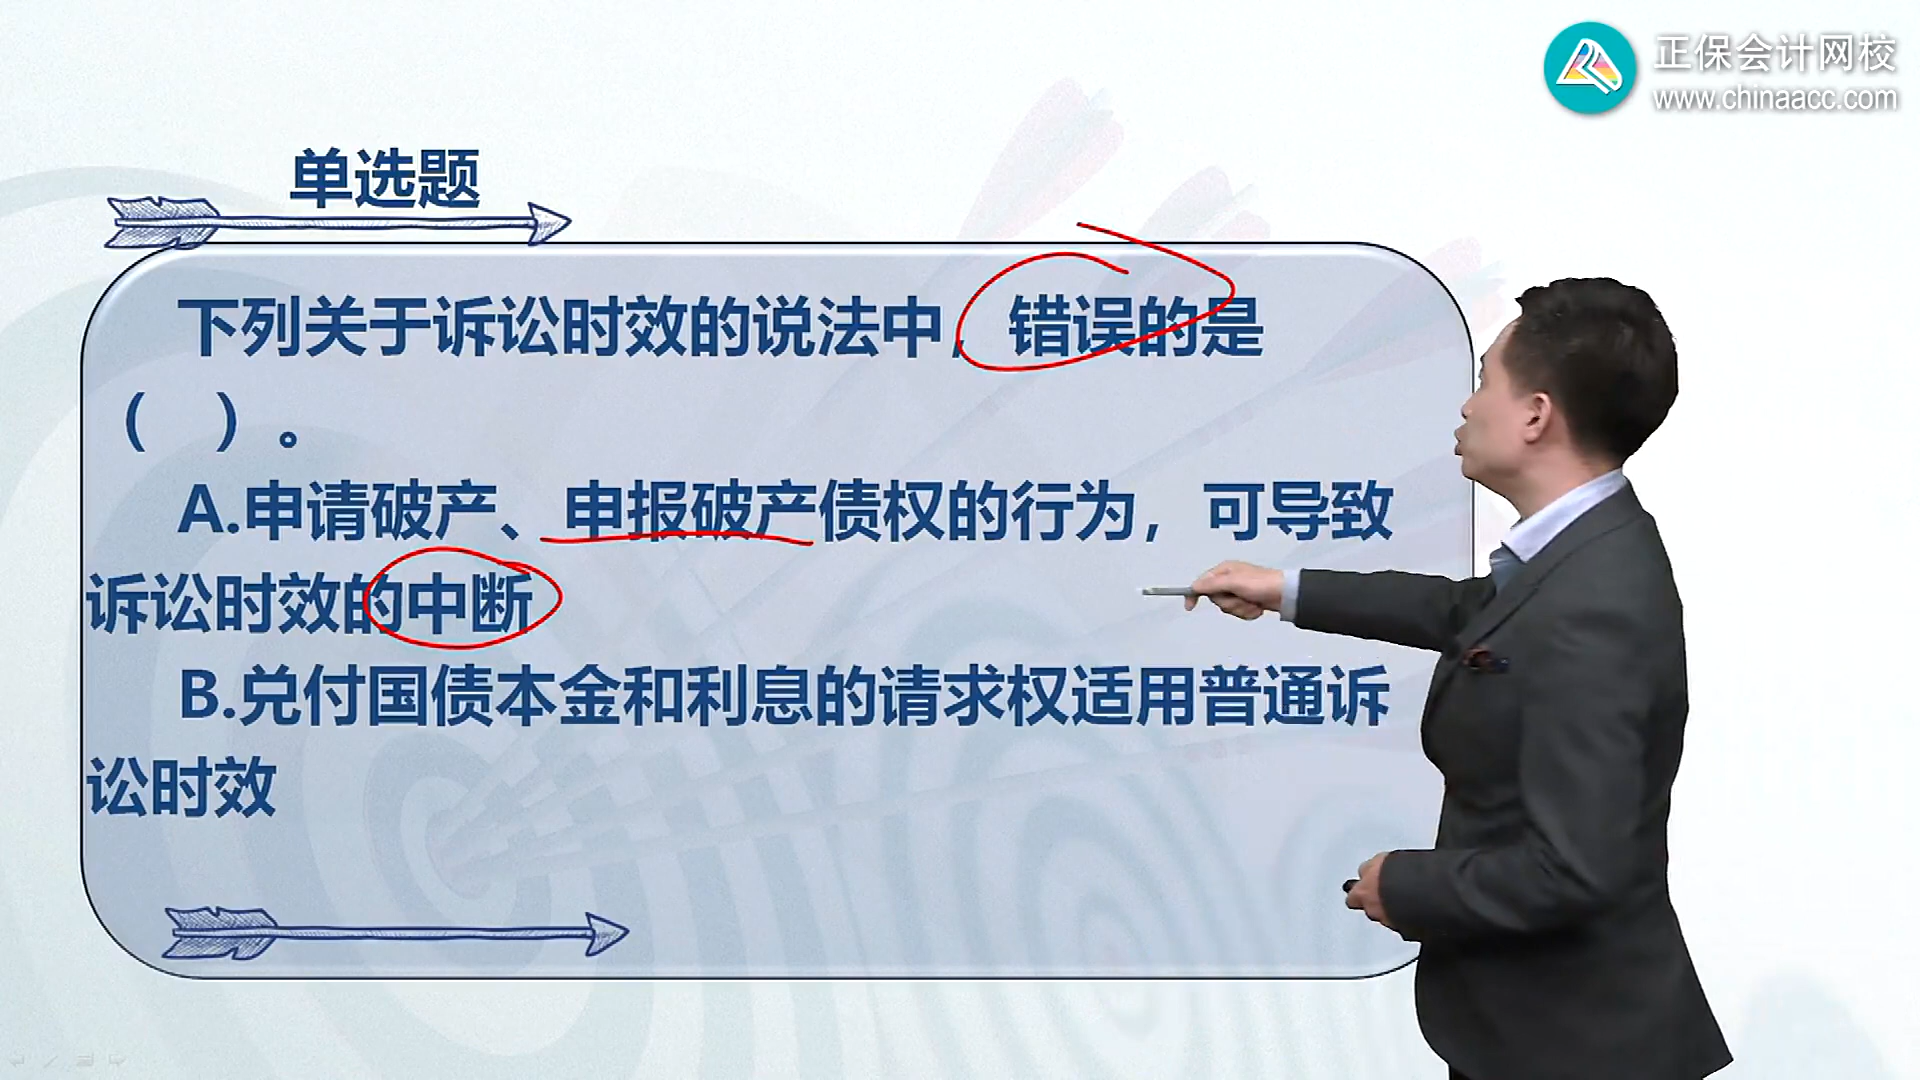 正保会计网校
www.chinaacc.com
单选题
下列关于诉讼时效的说法中，错误的是
（　）。
A.申请破产、申报破产债权的行为，可导致
诉讼时效的中断
B.兑付国债本金和利息的请求权适用普通诉
讼时效